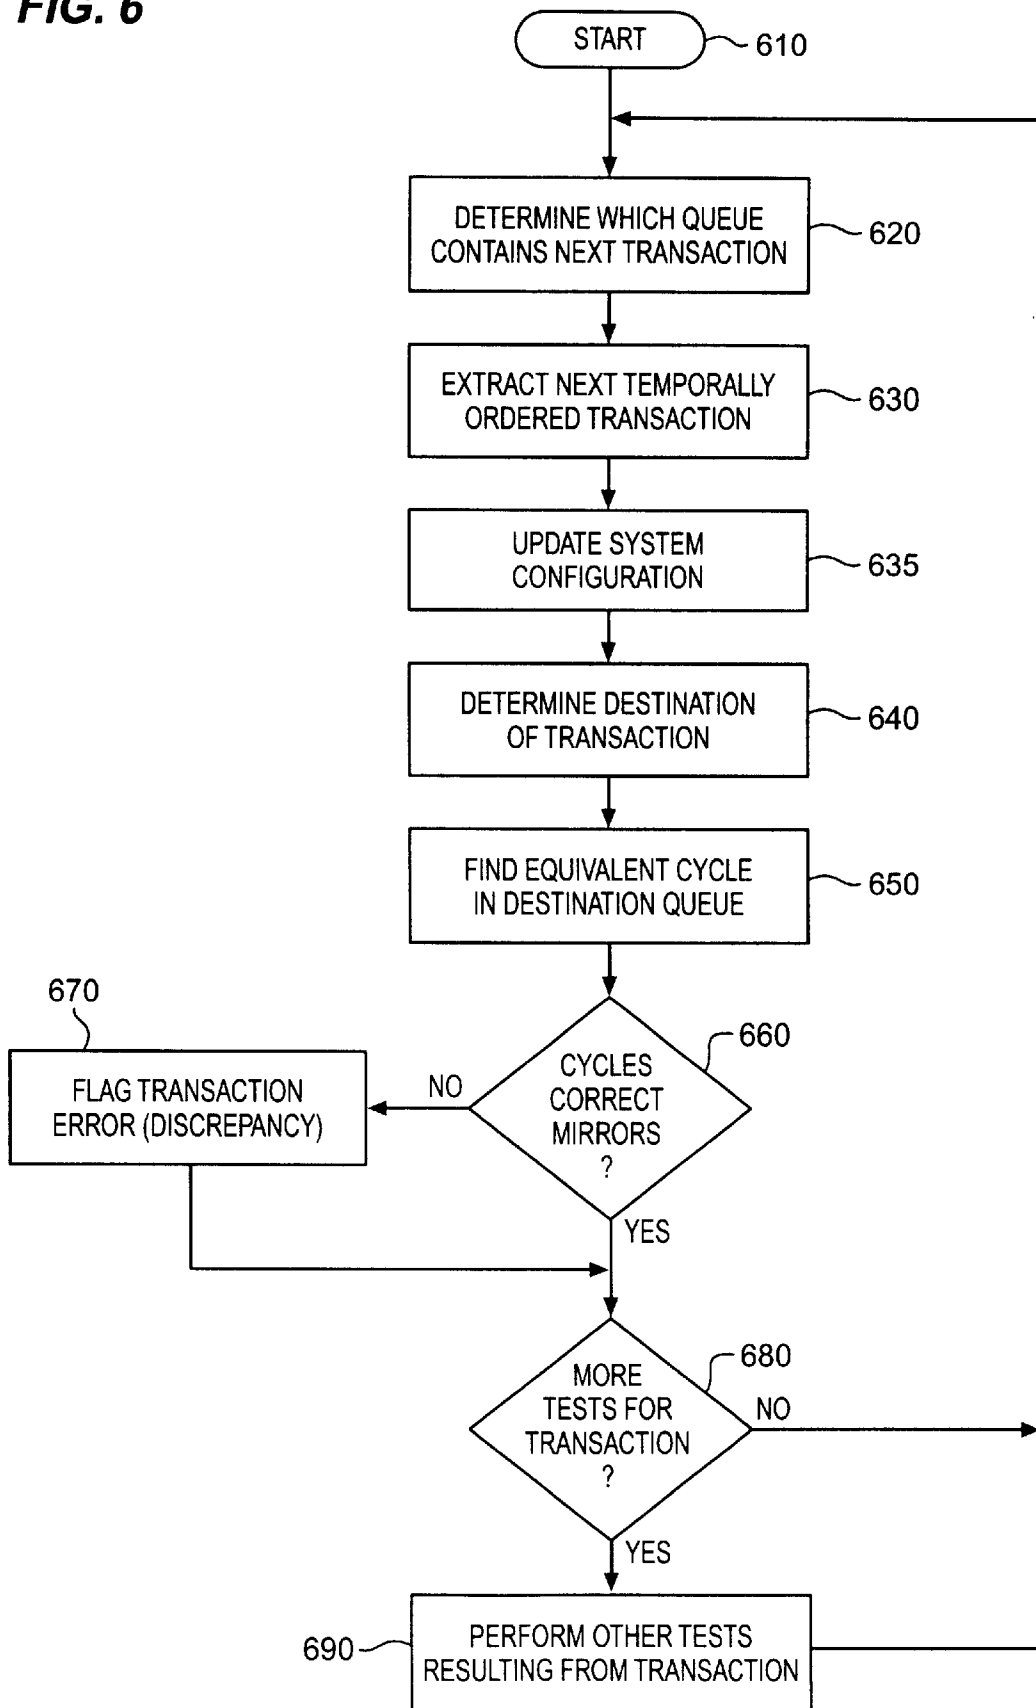 FIG. 6
START
610
DETERMINE WHICH QUEUE
CONTAINS NEXT TRANSACTION
620
EXTRACT NEXT TEMPORALLY
ORDERED TRANSACTION
630
UPDATE SYSTEM
CONFIGURATION
635
DETERMINE DESTINATION
OF TRANSACTION
640
FIND EQUIVALENT CYCLE
IN DESTINATION QUEUE
650
670
FLAG TRANSACTION
ERROR (DISCREPANCY)
NO
CYCLES
CORRECT
MIRRORS
?
660
YES
MORE
TESTS FOR
TRANSACTION
?
680
NO
YES
690
PERFORM OTHER TESTS
RESULTING FROM TRANSACTION